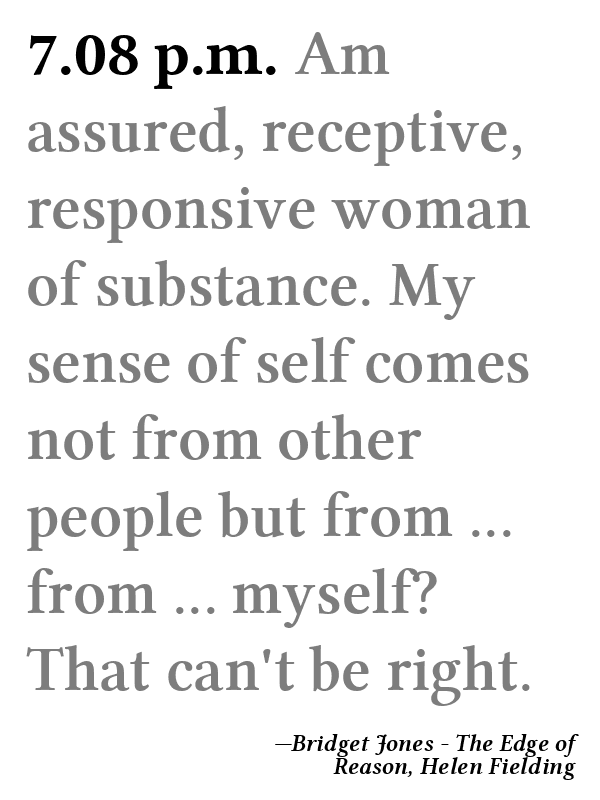 7.08 p.m. Am
assured, receptive,
responsive woman
of substance. My
sense of self comes
not from other
people but from ...
from ... myself?
That can't be right.
—Bridget Jones - The Edge of
Reason, Helen Fielding